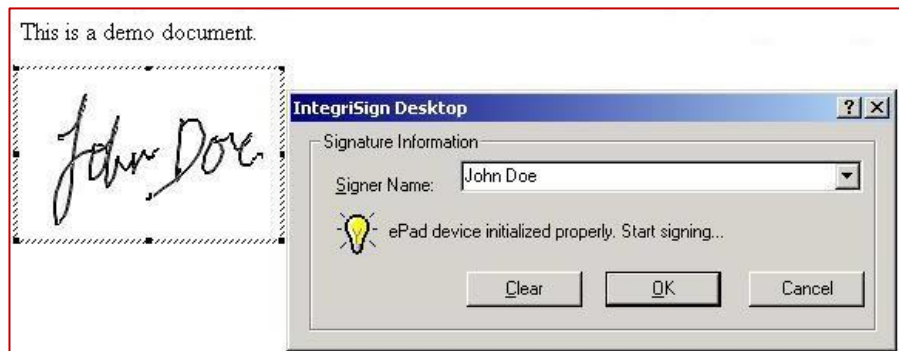 This is a demo document.
John Doe
IntegriSign Desktop
Signature Information
Signer Name: John Doe
ePad device initialized properly. Start signing...
Clear OK Cancel